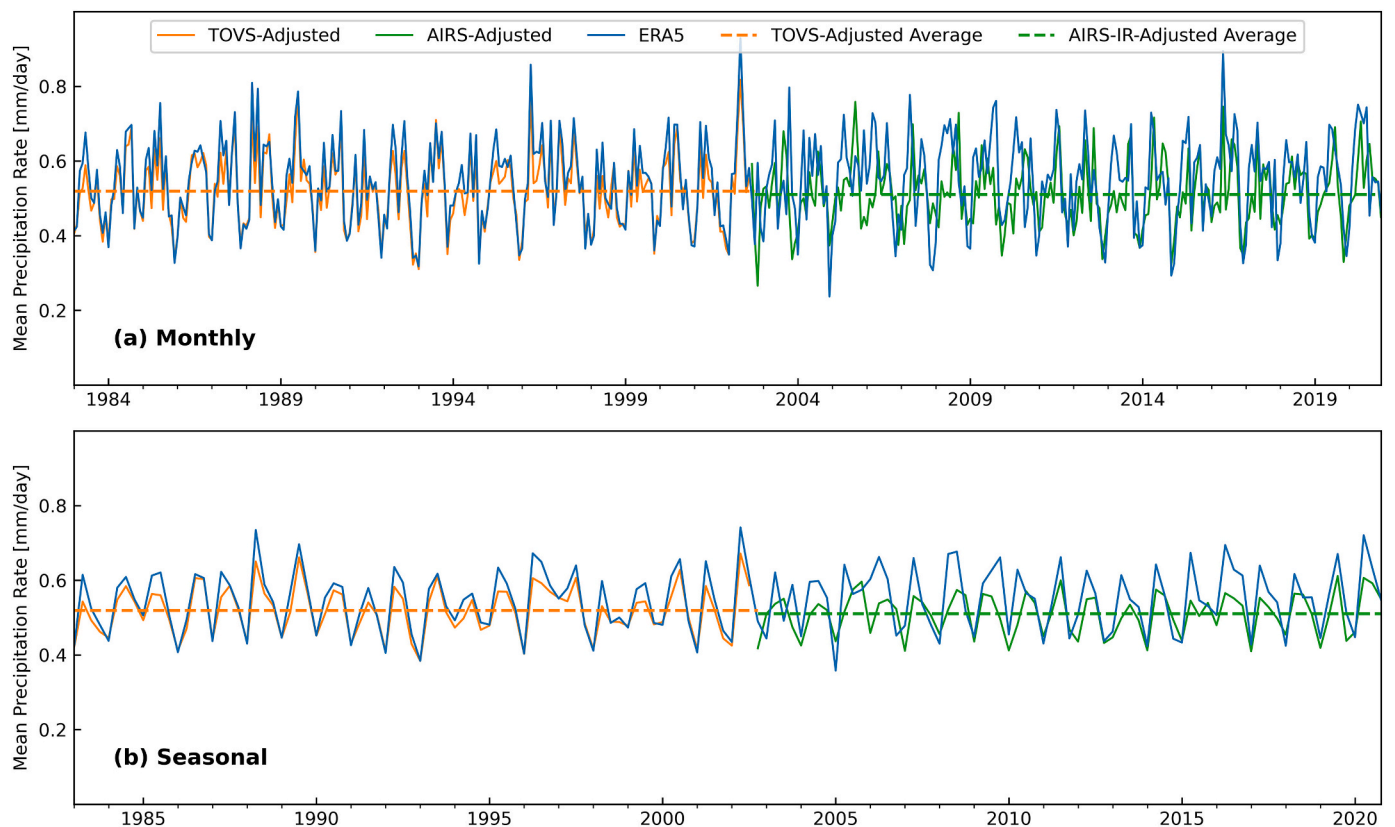 TOVS-Adjusted AIRS-Adjusted ERA5 TOVS-Adjusted Average AIRS-IR-Adjusted Average
Mean Precipitation Rate [mm/day]
0.8
0.6
0.4
0.2
(a) Monthly
1984 1989 1994 1999 2004 2009 2014 2019
Mean Precipitation Rate [mm/day]
0.8
0.6
0.4
0.2
(b) Seasonal
1985 1990 1995 2000 2005 2010 2015 2020